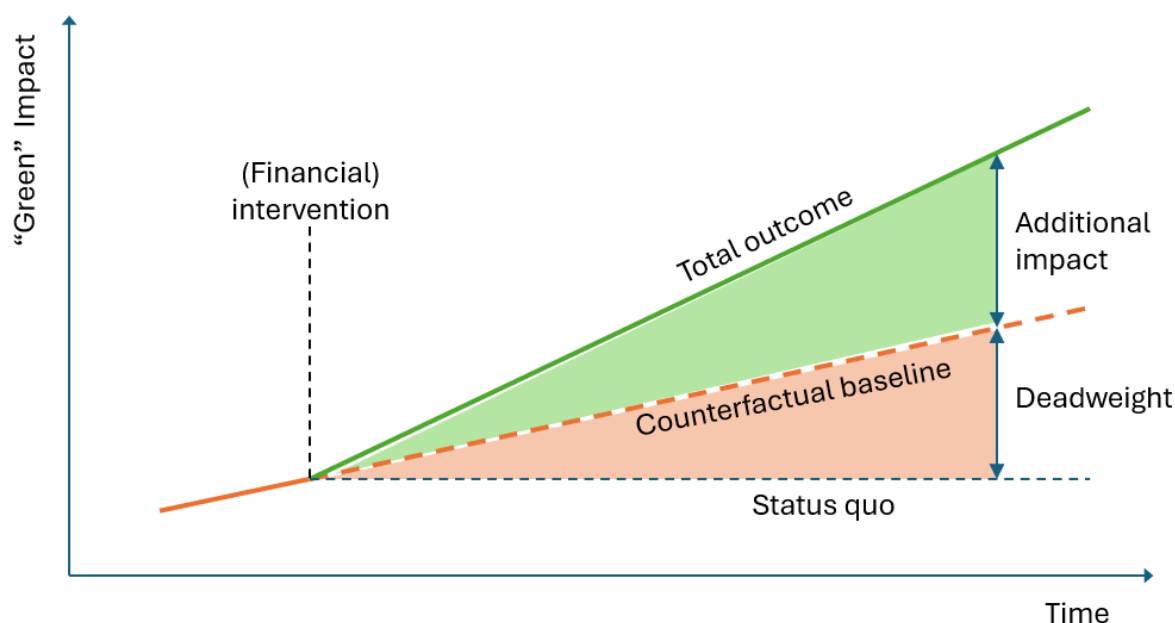 “Green” Impact
(Financial)
intervention
Total outcome
Additional
impact
Counterfactual baseline
Deadweight
Status quo
Time